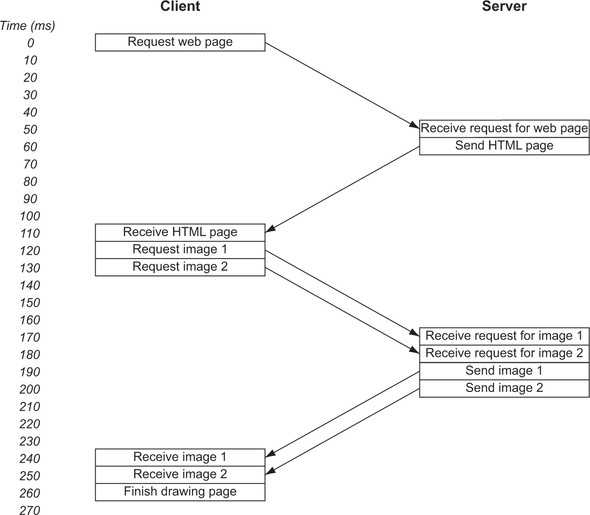 Client Server
Time (ms)
0 Request web page
10
20
30
40
50 Receive request for web page
60 Send HTML page
70
80
90
100
110 Receive HTML page
120 Request image 1
130 Request image 2
140
150
160
170 Receive request for image 1
180 Receive request for image 2
190 Send image 1
200 Send image 2
210
220
230
240 Receive image 1
250 Receive image 2
260 Finish drawing page
270